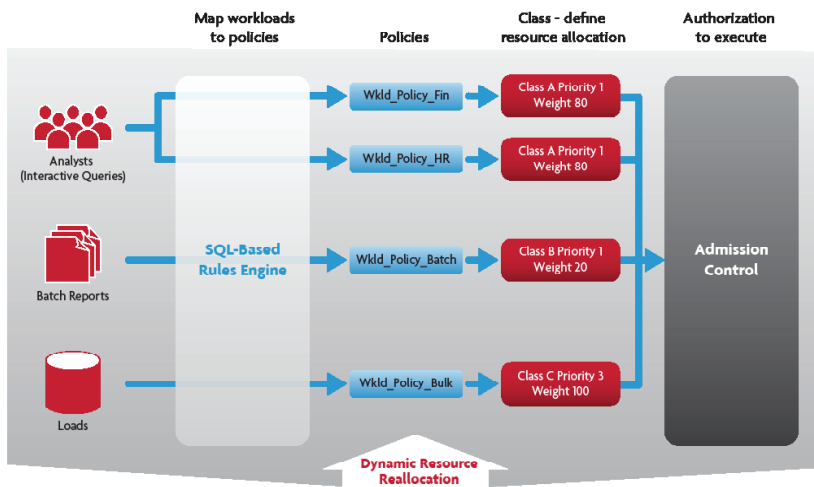 Map workloads
to policies
Policies
Class - define
resource allocation
Authorization
to execute
Analysts
(Interactive Queries)
Batch Reports
Loads
SQL-Based
Rules Engine
Wkld_Policy_Fin
Wkld_Policy_HR
Wkld_Policy_Batch
Wkld_Policy_Bulk
Class A Priority 1
Weight 80
Class A Priority 1
Weight 80
Class B Priority 1
Weight 20
Class C Priority 3
Weight 100
Admission
Control
Dynamic Resource
Reallocation